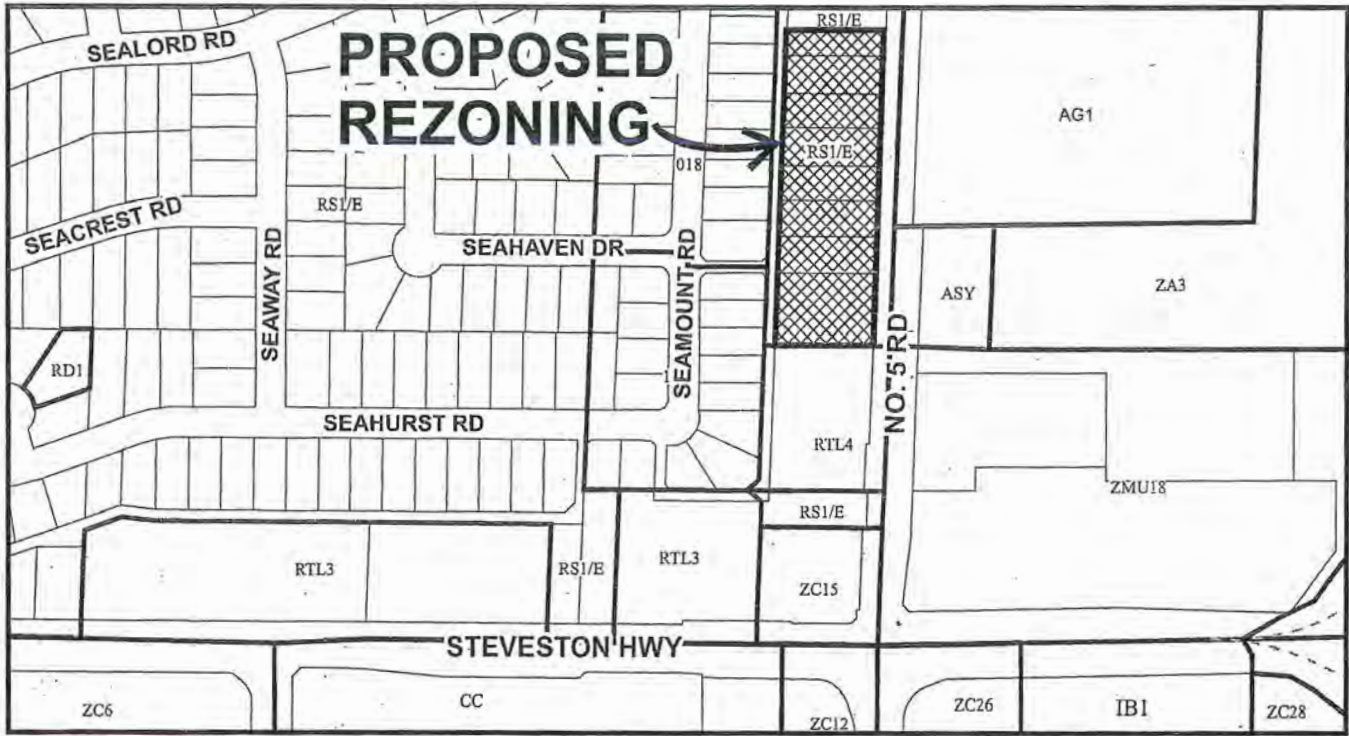 SEALORD RD
PROPOSED
REZONING
RS1/E
AG1
018
RS1/E
RS1/E
SEACREST RD
SEAWAY RD
SEAHAVEN DR
SEAMOUNT RD
ASY
ZA3
RD1
NO. 5 RD
SEAHURST RD
RTL4
ZMU18
RS1/E
RTL3
RS1/E
RTL3
ZC15
STEVESTON HWY
ZC6
CC
ZC12
ZC26
IB1
ZC28